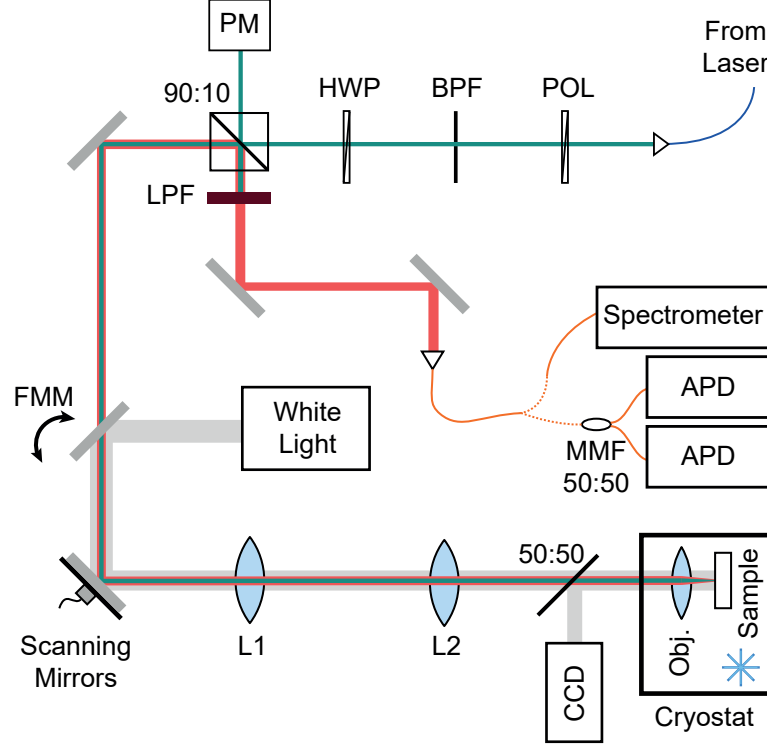 PM
From
Laser
90:10
HWP
BPF
POL
LPF
Spectrometer
FMM
White
Light
APD
MMF
50:50
APD
50:50
Scanning
Mirrors
L1
L2
CCD
Obj.
Sample
Cryostat